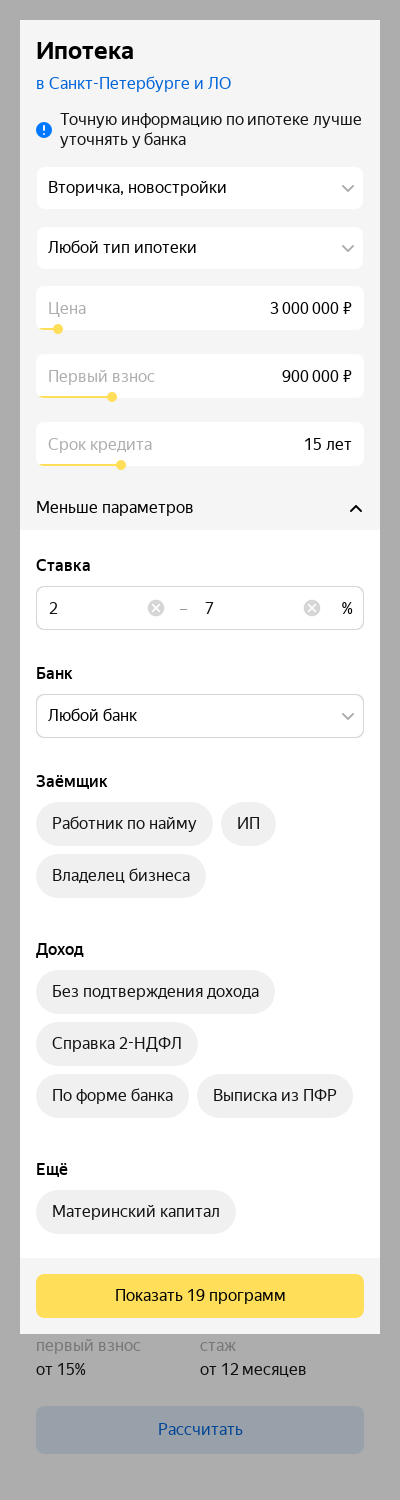 Ипотека
в Санкт-Петербурге и ЛО
Точную информацию по ипотеке лучше
уточнять у банка
Вторичка, новостройки
Любой тип ипотеки
Цена 3 000 000 ₽
Первый взнос 900 000 ₽
Срок кредита 15 лет
Меньше параметров
Ставка
2 – 7 %
Банк
Любой банк
Заёмщик
Работник по найму ИП
Владелец бизнеса
Доход
Без подтверждения дохода
Справка 2-НДФЛ
По форме банка Выписка из ПФР
Ещё
Материнский капитал
Показать 19 программ
первый взнос стаж
от 15% от 12 месяцев
Рассчитать